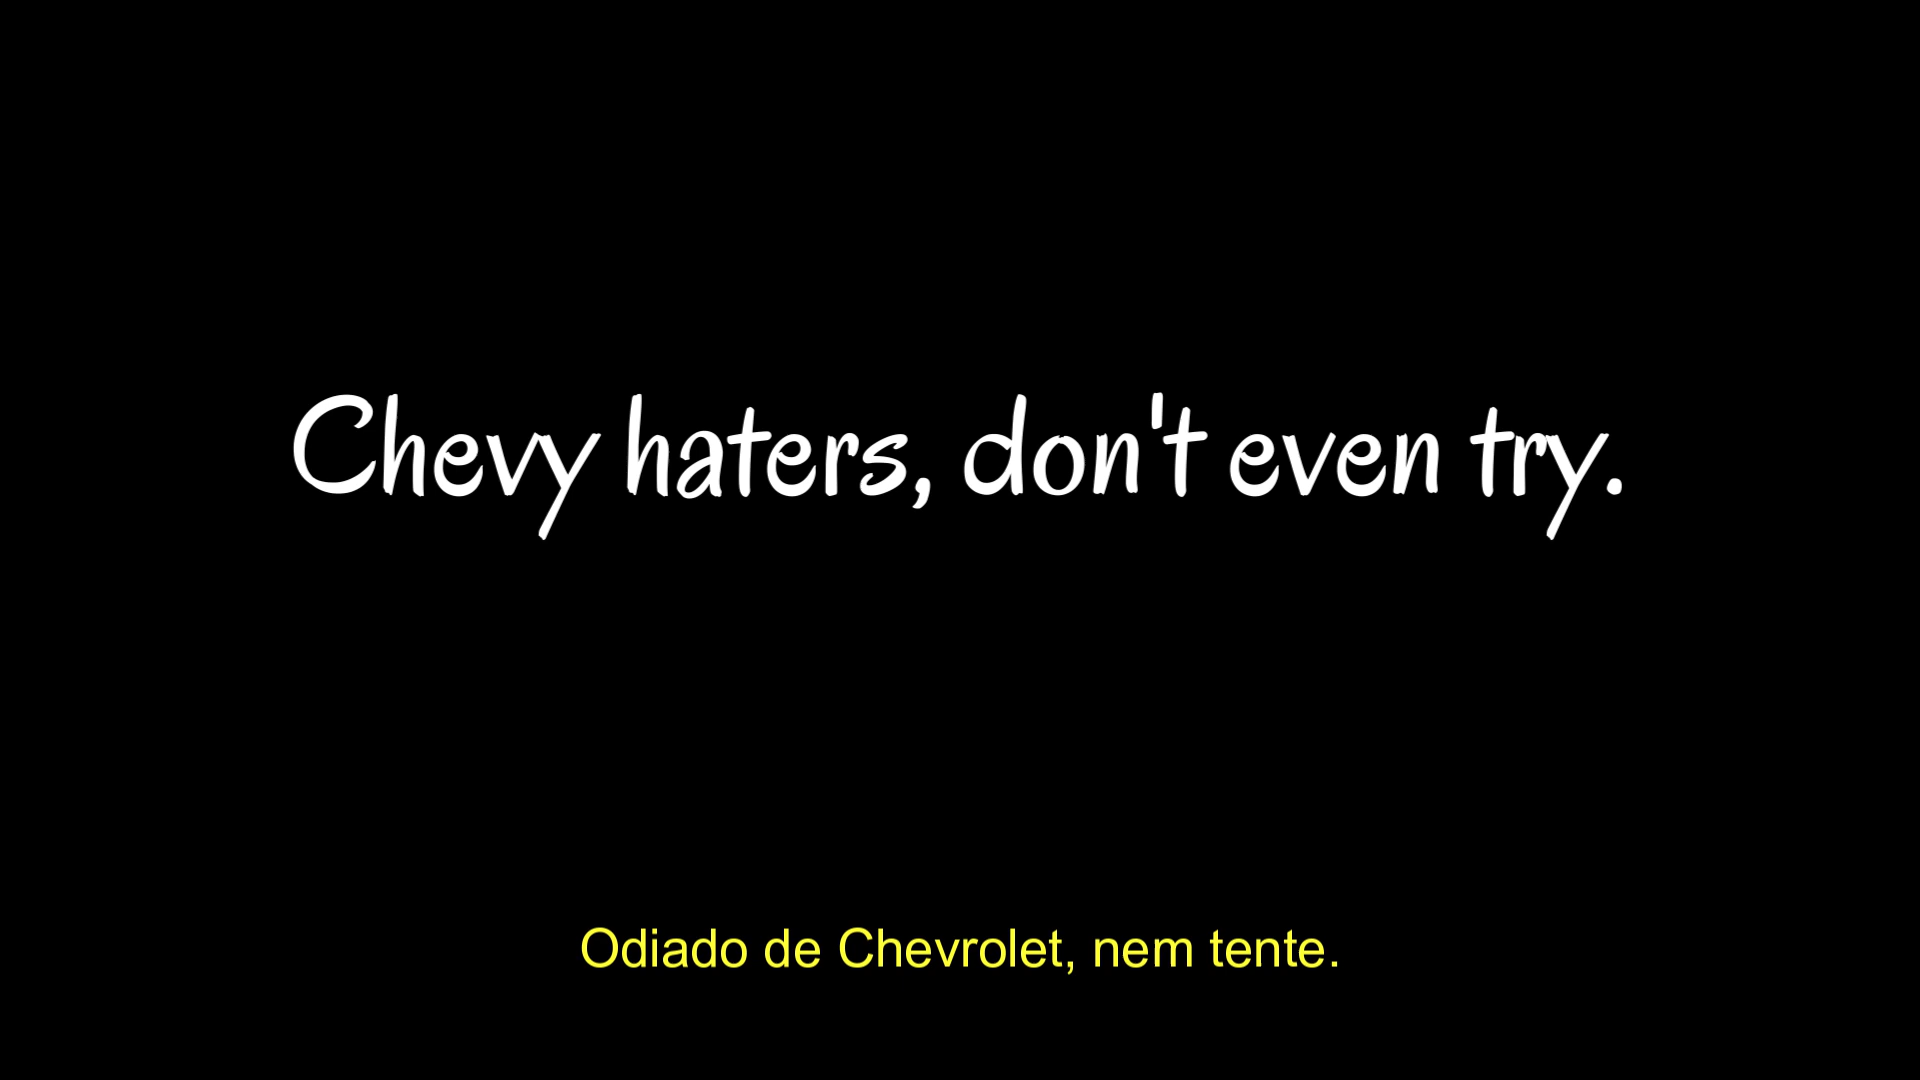 Chevy haters, don't even try.
Odiado de Chevrolet, nem tente.